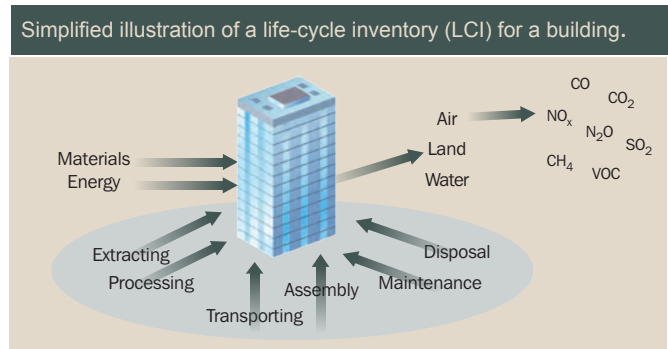 Simplified illustration of a life-cycle inventory (LCI) for a building.
CO
CO₂
Air
NOₓ
N₂O
SO₂
Land
Materials
CH₄
VOC
Energy
Water
Extracting
Disposal
Processing
Maintenance
Assembly
Transporting